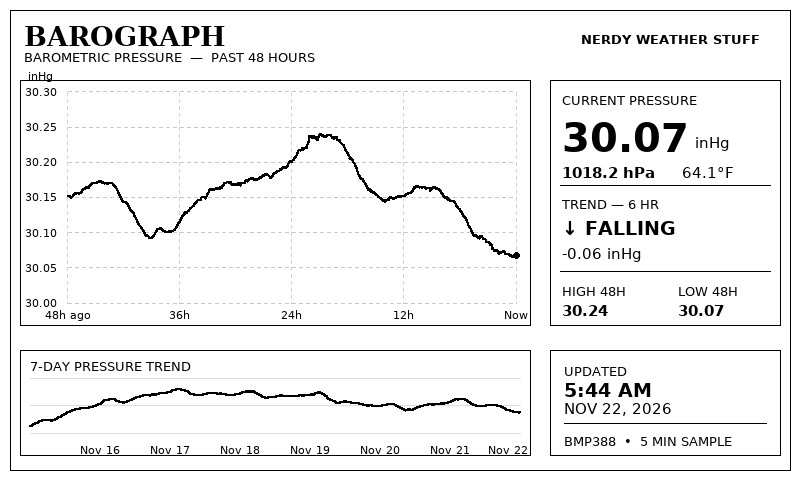 BAROGRAPH
BAROMETRIC PRESSURE — PAST 48 HOURS
NERDY WEATHER STUFF
inHg
30.30
30.25
30.20
30.15
30.10
30.05
30.00
48h ago 36h 24h 12h Now
CURRENT PRESSURE
30.07 inHg
1018.2 hPa 64.1°F
TREND — 6 HR
↓ FALLING
-0.06 inHg
HIGH 48H LOW 48H
30.24 30.07
7-DAY PRESSURE TREND
Nov 16 Nov 17 Nov 18 Nov 19 Nov 20 Nov 21 Nov 22
UPDATED
5:44 AM
NOV 22, 2026
BMP388 • 5 MIN SAMPLE